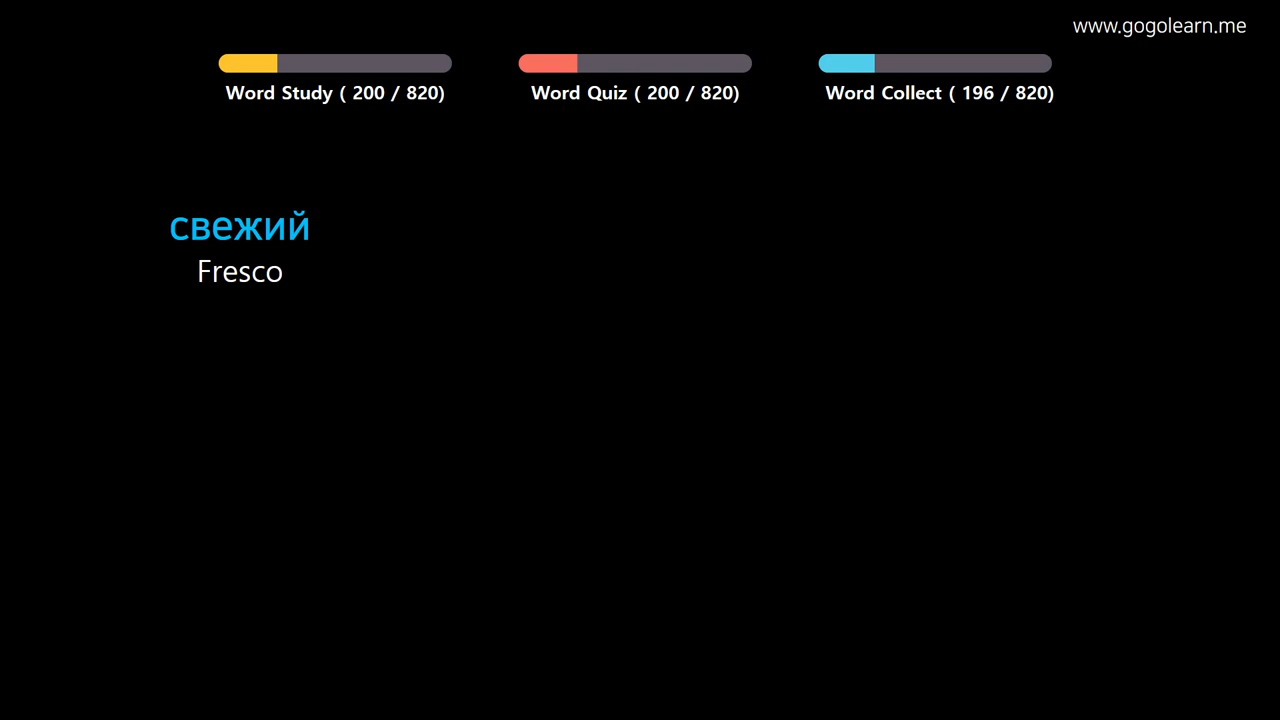 www.gogolearn.me
Word Study ( 200 / 820)
Word Quiz ( 200 / 820)
Word Collect ( 196 / 820)
свежий
Fresco